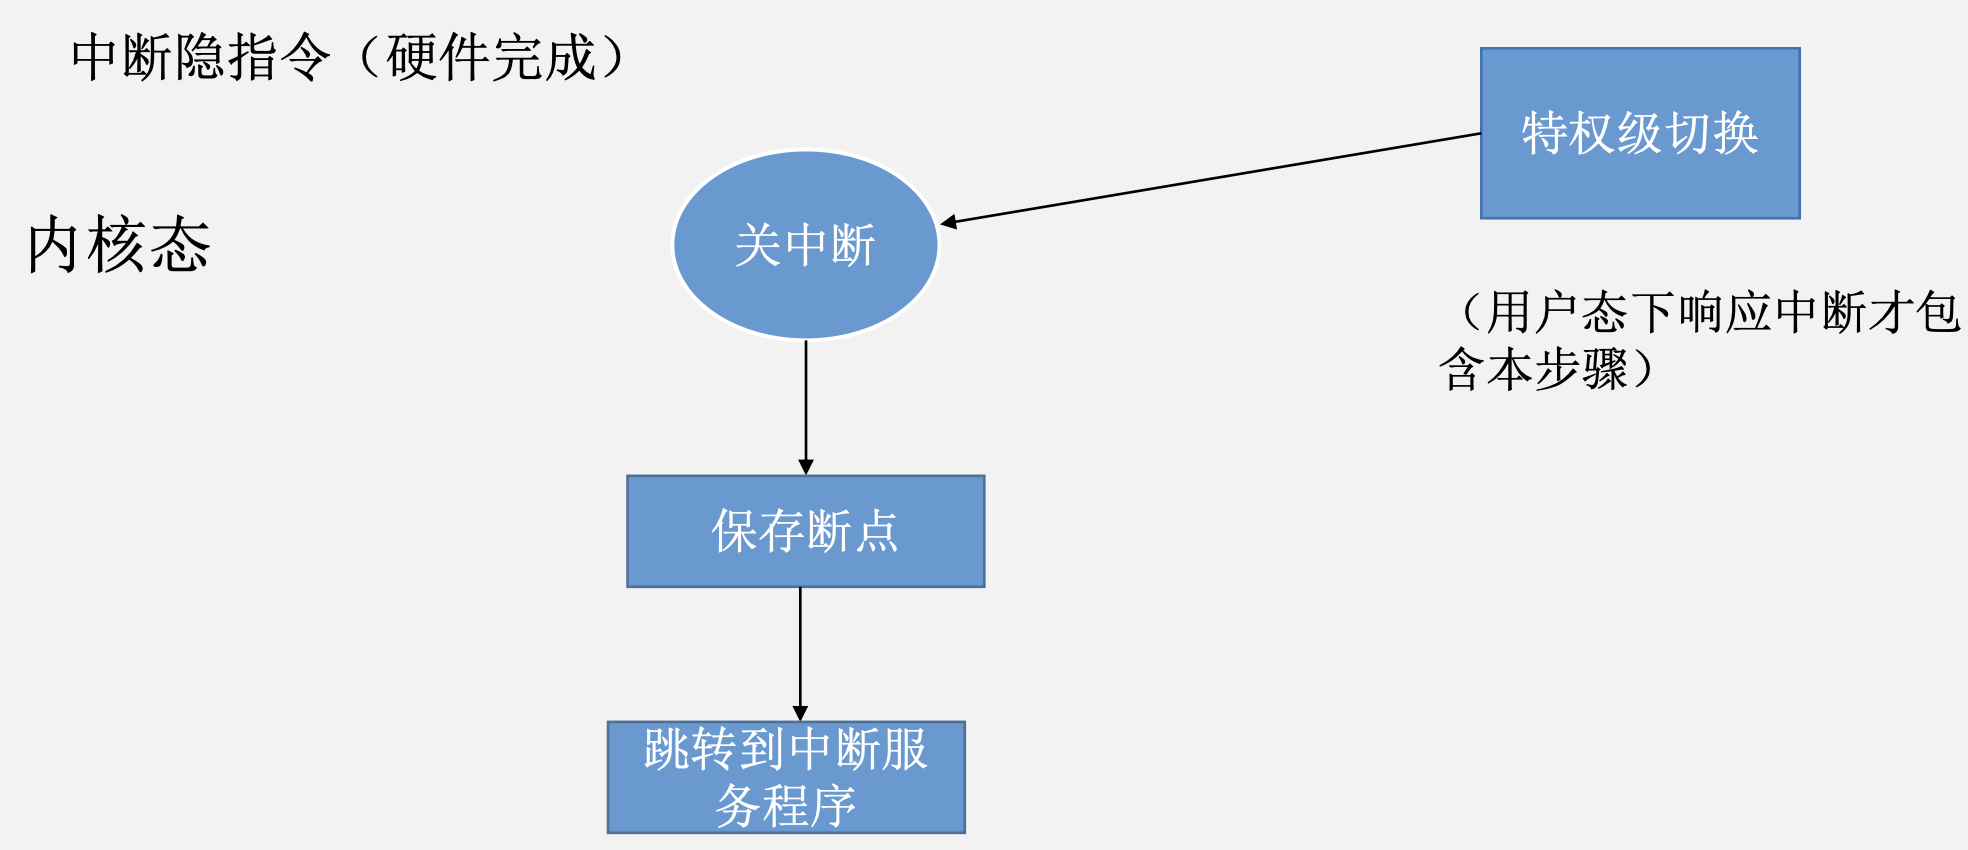 中断隐指令（硬件完成）
特权级切换
内核态
关中断
（用户态下响应中断才包
含本步骤）
保存断点
跳转到中断服
务程序